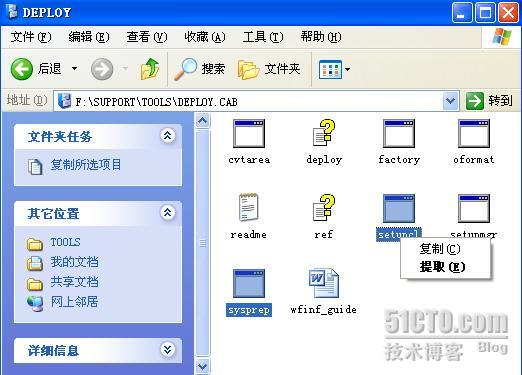 DEPLOY
文件(F) 编辑(E) 查看(V) 收藏(A) 工具(T) 帮助(H)
后退 搜索 文件夹
地址(D) F:\SUPPORT\TOOLS\DEPLOY.CAB 转到
文件夹任务
复制所选项目
其它位置
TOOLS
我的文档
共享文档
网上邻居
详细信息
cvtarea deploy factory oformat
readme ref setupcl setupmgr
sysprep wfinf_guide
复制(C)
提取(E)
51CTO.com
技术博客 Blog